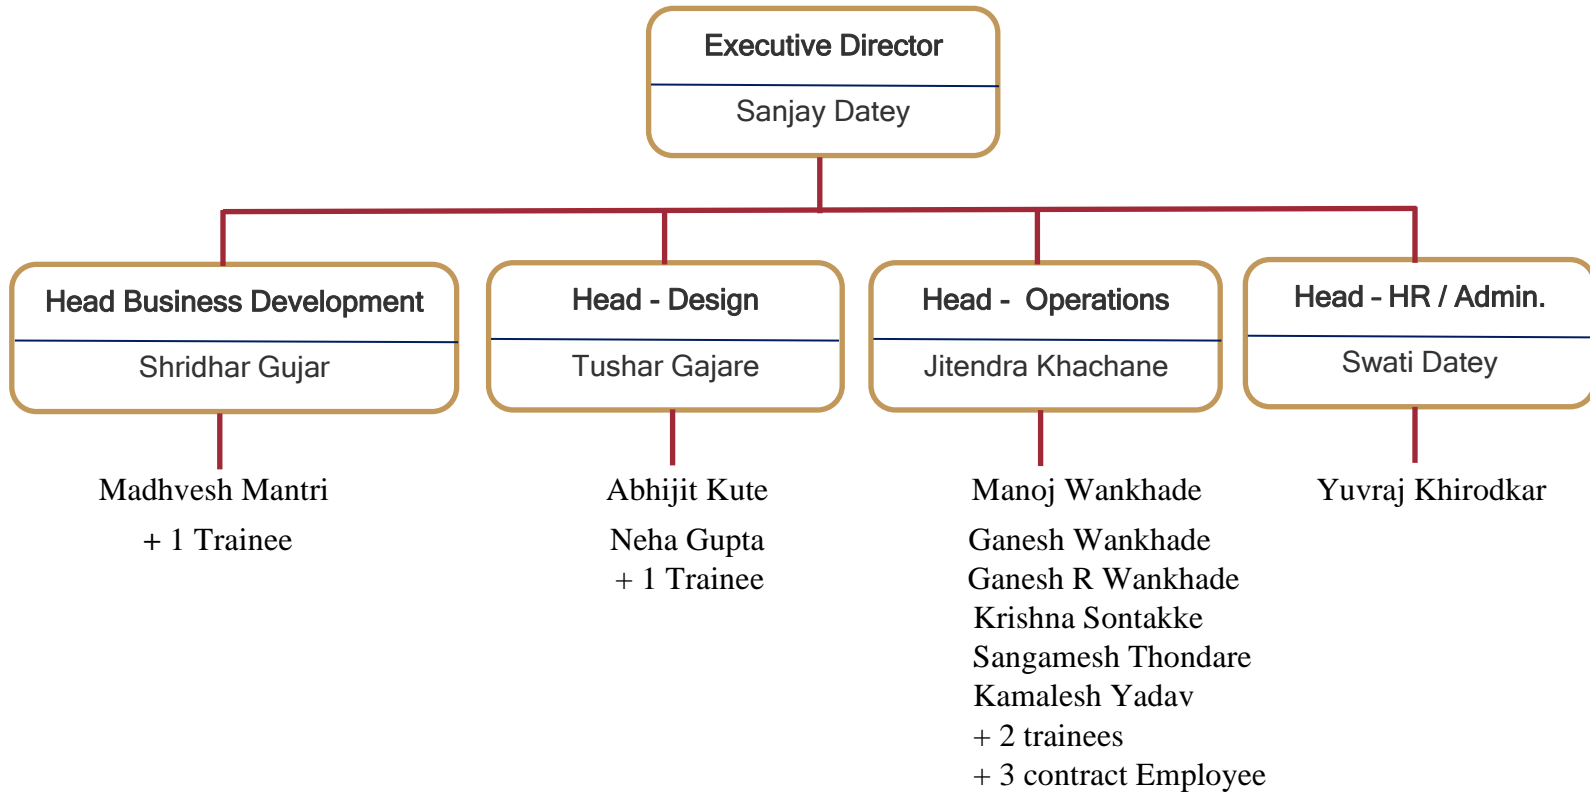 Executive Director
Sanjay Datey
Head Business Development
Shridhar Gujar
Head - Design
Tushar Gajare
Head - Operations
Jitendra Khachane
Head - HR / Admin.
Swati Datey
Madhvesh Mantri
+ 1 Trainee
Abhijit Kute
Neha Gupta
+ 1 Trainee
Manoj Wankhade
Ganesh Wankhade
Ganesh R Wankhade
Krishna Sontakke
Sangamesh Thondare
Kamalesh Yadav
+ 2 trainees
+ 3 contract Employee
Yuvraj Khirodkar